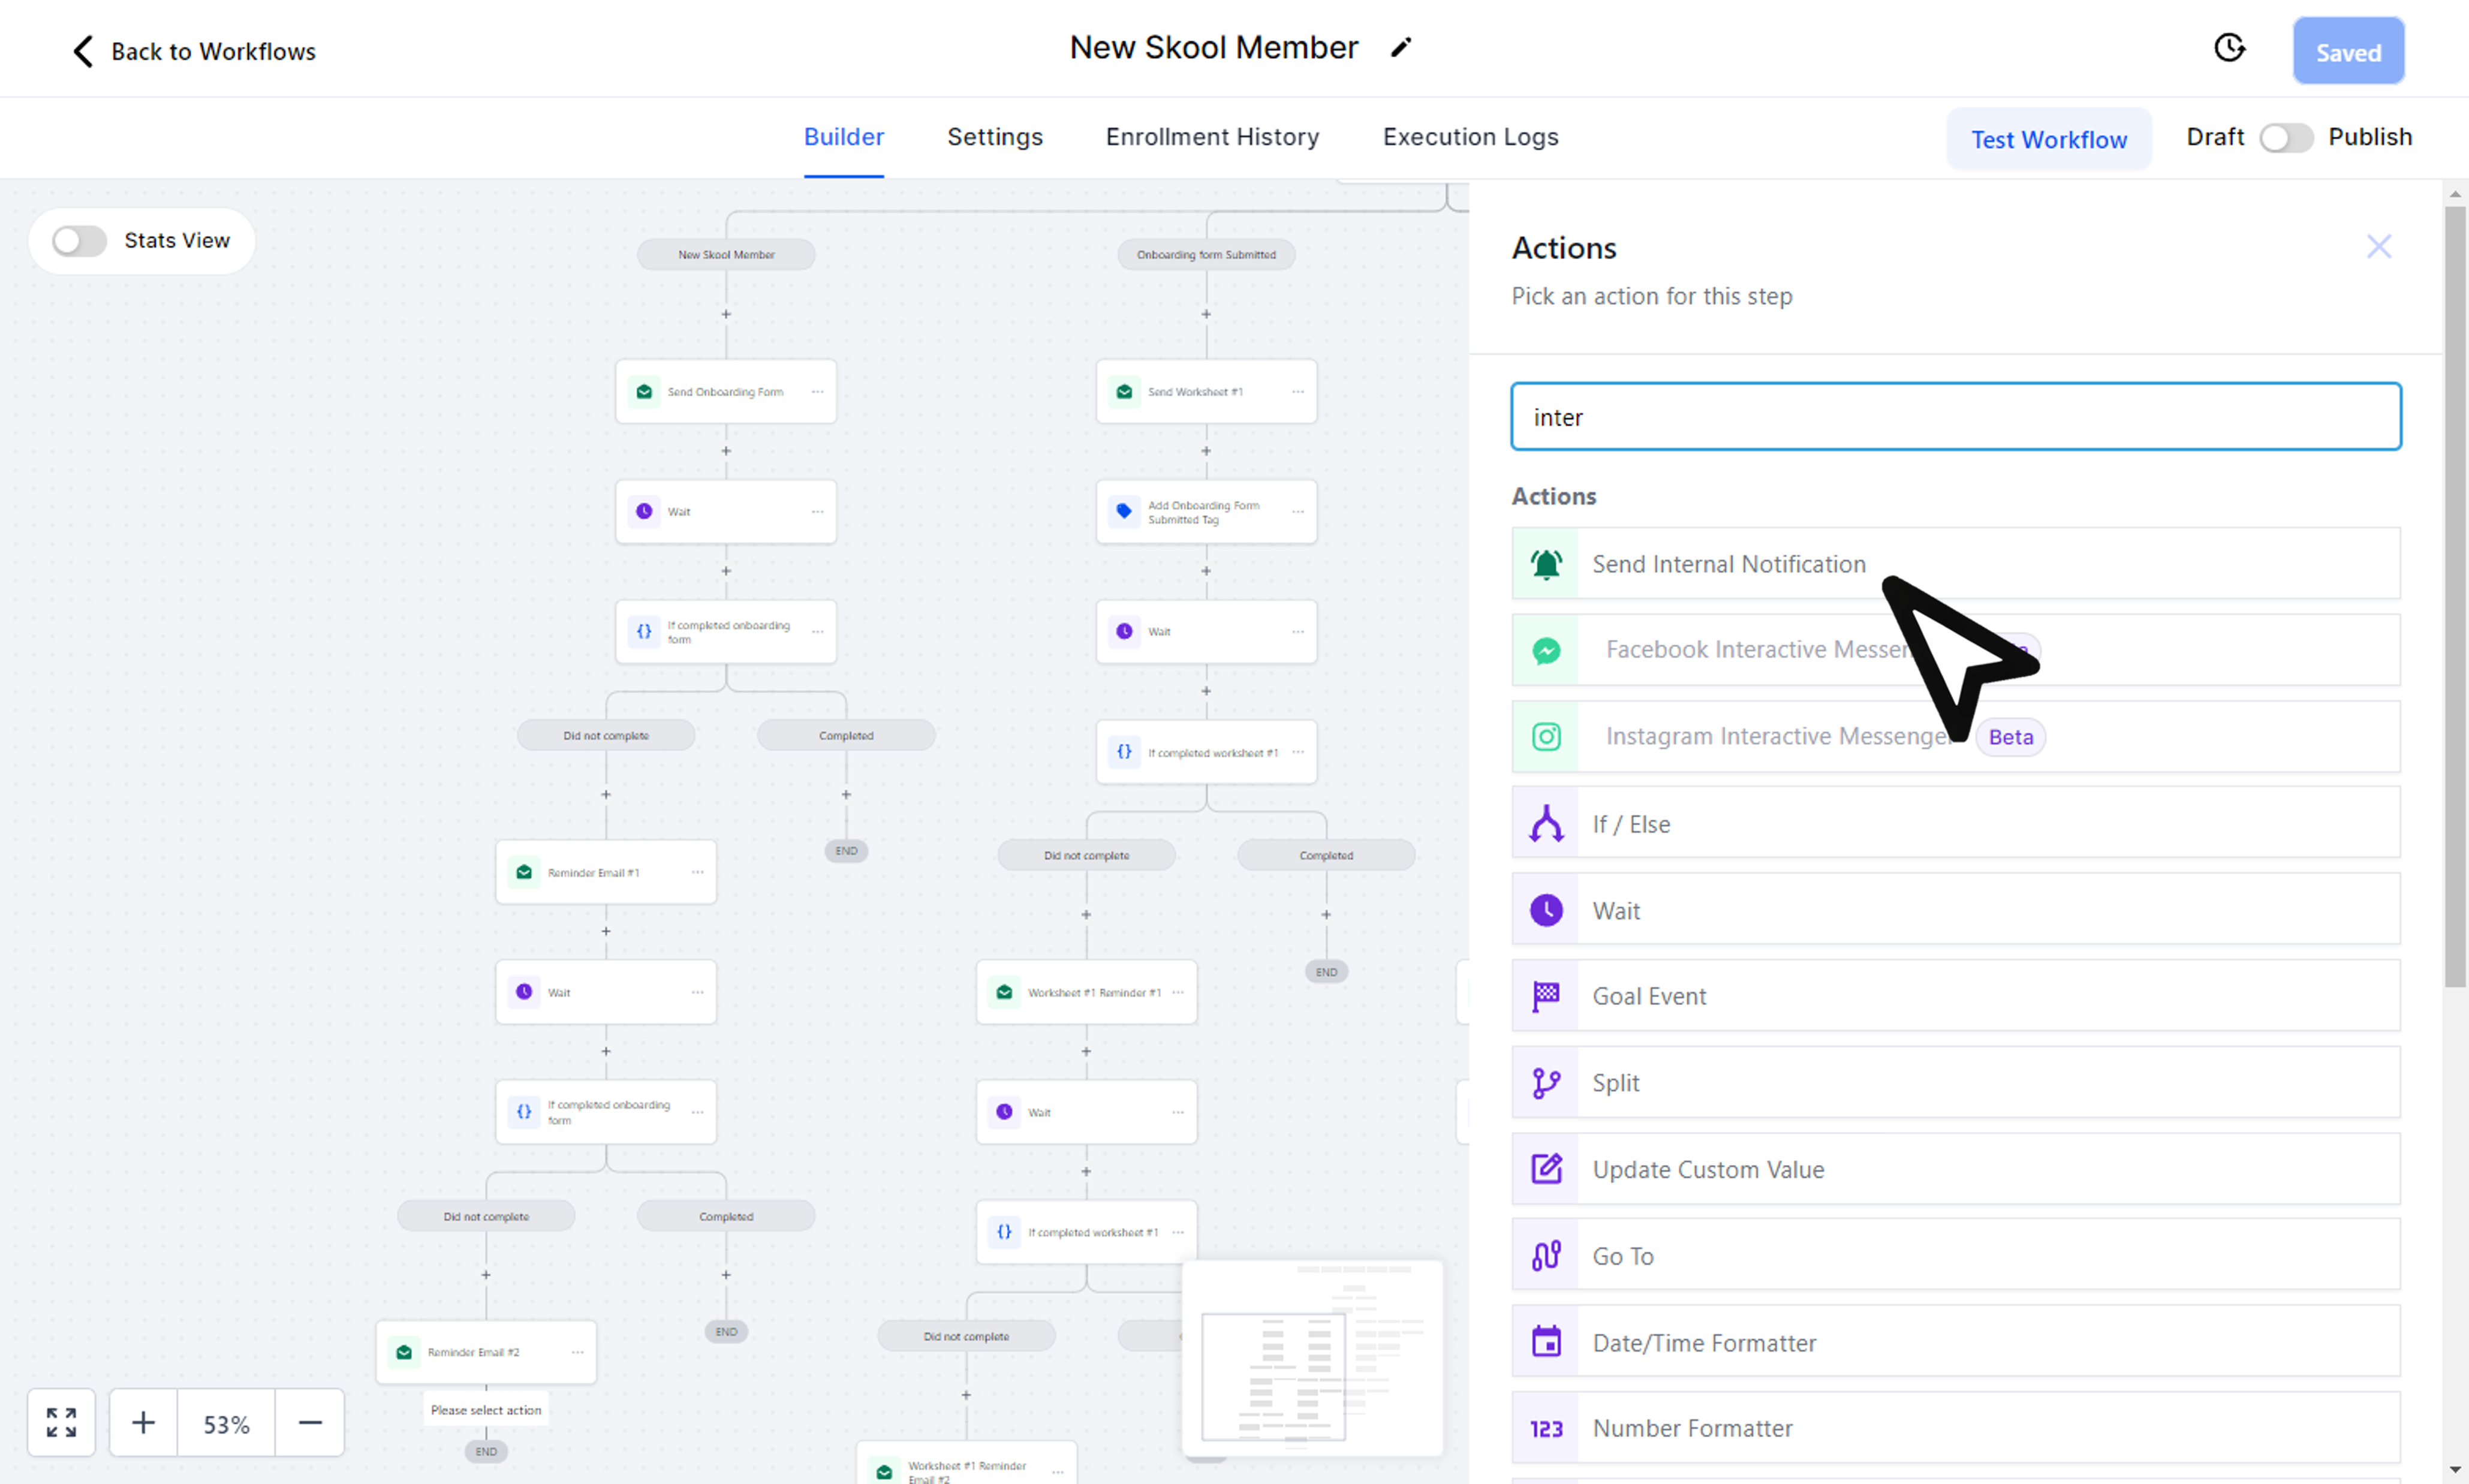 Back to Workflows
New Skool Member
Saved
Builder
Settings
Enrollment History
Execution Logs
Test Workflow
Draft
Publish
Stats View
New Skool Member
Onboarding form Submitted
Send Onboarding Form
Send Worksheet #1
Wait
Add Onboarding Form
Submitted Tag
If completed onboarding
form
Wait
Did not complete
Completed
If completed worksheet #1
Reminder Email #1
END
Did not complete
Completed
Wait
Worksheet #1 Reminder #1
END
If completed onboarding
form
Wait
Did not complete
Completed
If completed worksheet #1
Reminder Email #2
END
Did not complete
Please select action
END
Worksheet #1 Reminder
Email #2
53%
Actions
Pick an action for this step
inter
Actions
Send Internal Notification
Facebook Interactive
Instagram Interactive Messenger
Beta
If / Else
Wait
Goal Event
Split
Update Custom Value
Go To
Date/Time Formatter
123
Number Formatter